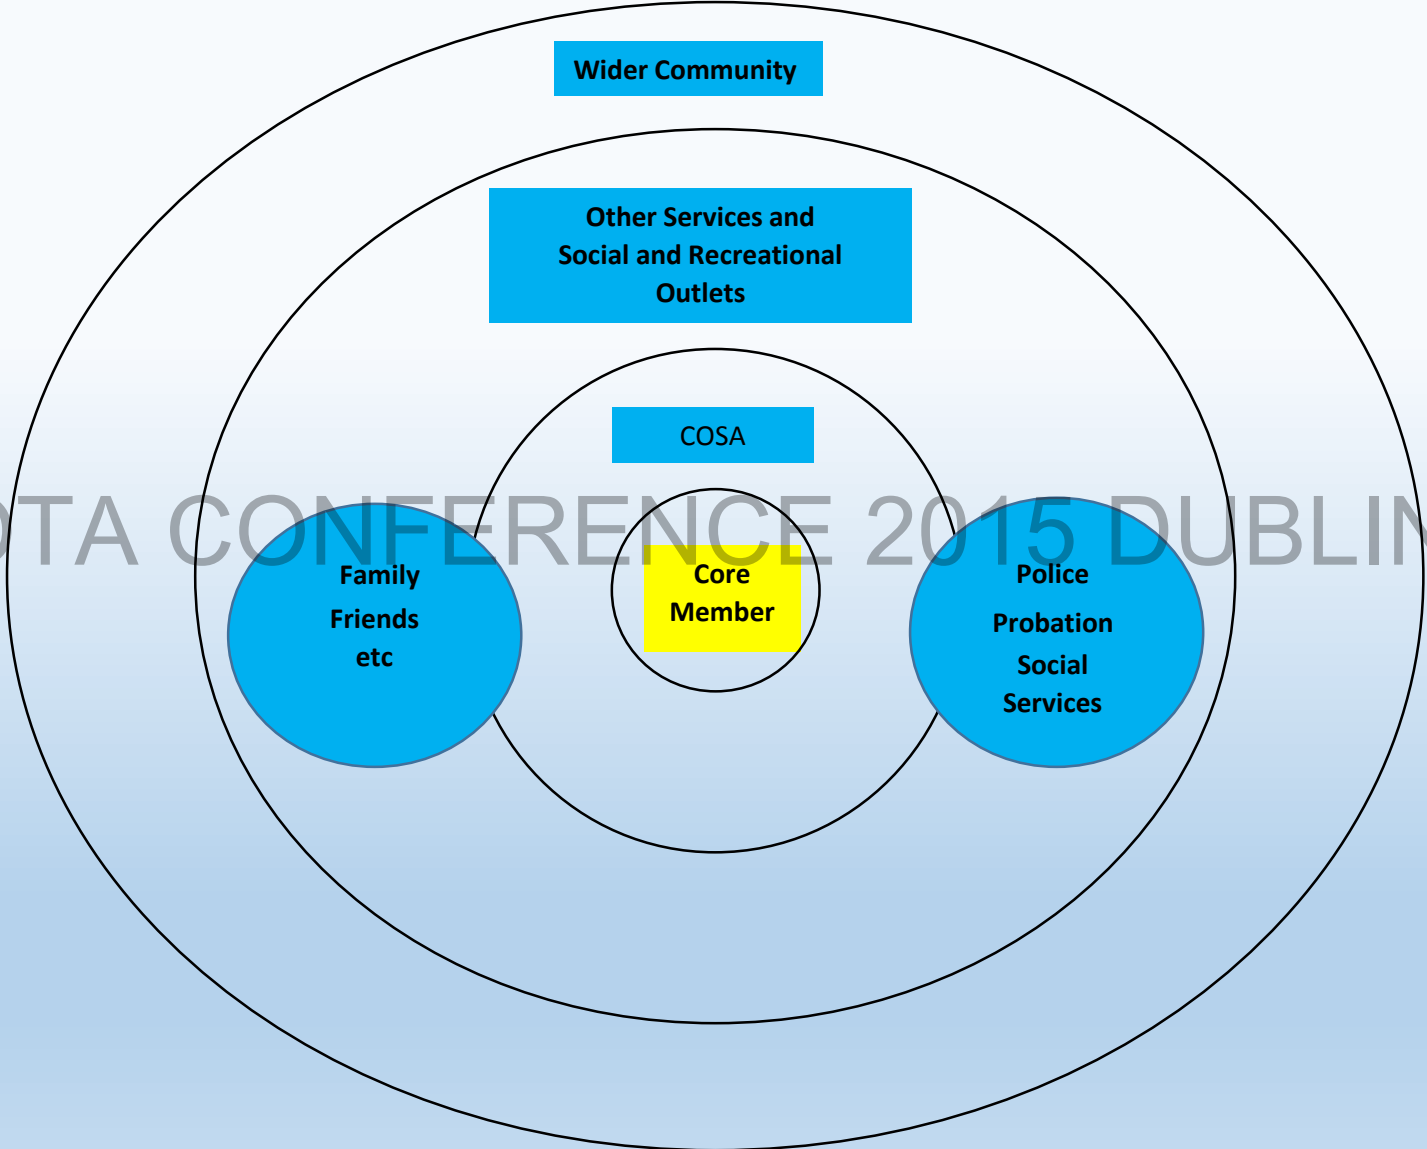 Wider Community
Other Services and
Social and Recreational
Outlets
COSA
OTA CONFERENCE 2015 DUBLIN
Family
Friends
etc
Core
Member
Police
Probation
Social
Services